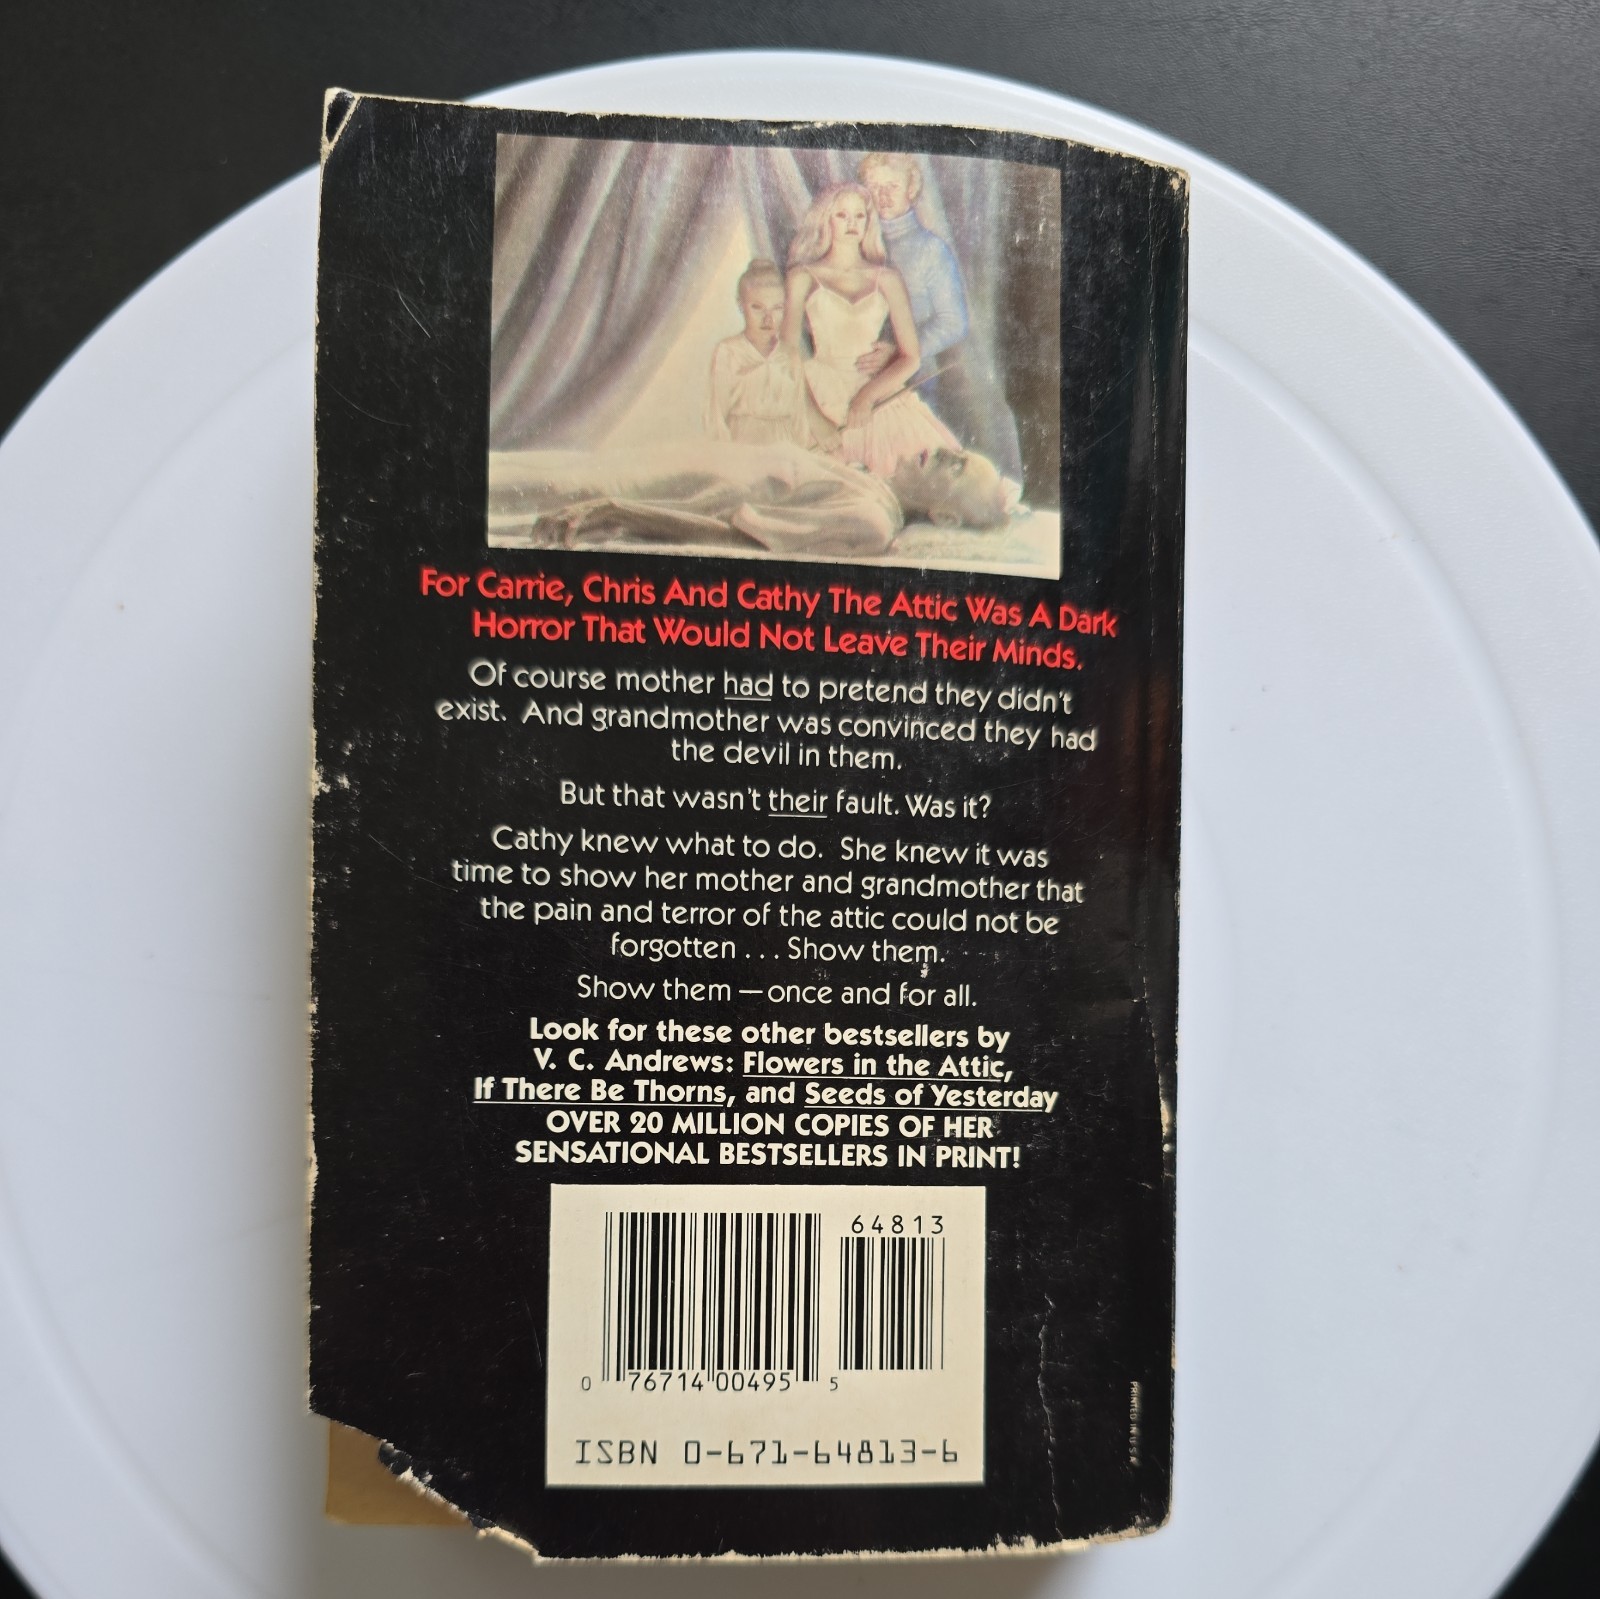 For Carrie, Chris And Cathy The Attic Was A Dark
Horror That Would Not Leave Their Minds.
Of course mother had to pretend they didn't
exist. And grandmother was convinced they had
the devil in them.
But that wasn't their fault. Was it?
Cathy knew what to do. She knew it was
time to show her mother and grandmother that
the pain and terror of the attic could not be
forgotten . . . Show them.
Show them — once and for all.
Look for these other bestsellers by
V. C. Andrews: Flowers in the Attic,
If There Be Thorns, and Seeds of Yesterday
OVER 20 MILLION COPIES OF HER
SENSATIONAL BESTSELLERS IN PRINT!
64813
0 76714 00495 5
ISBN 0-671-64813-6
PRINTED IN U.S.A.